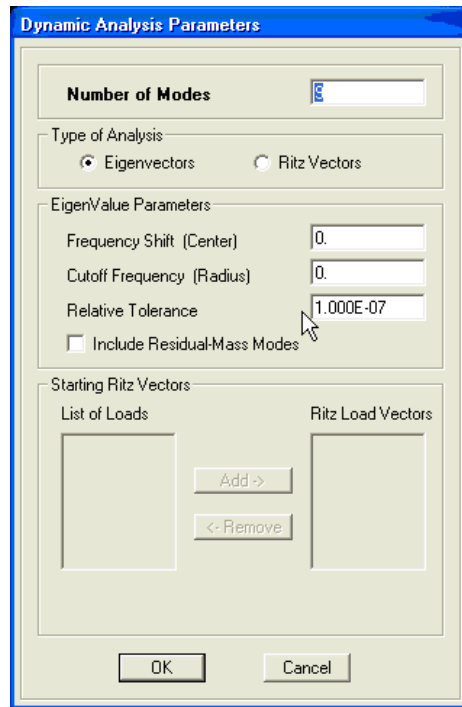 Dynamic Analysis Parameters
Number of Modes 9
Type of Analysis
Eigenvectors Ritz Vectors
EigenValue Parameters
Frequency Shift (Center) 0.
Cutoff Frequency (Radius) 0.
Relative Tolerance 1.000E-07
Include Residual-Mass Modes
Starting Ritz Vectors
List of Loads Ritz Load Vectors
Add ->
<- Remove
OK Cancel